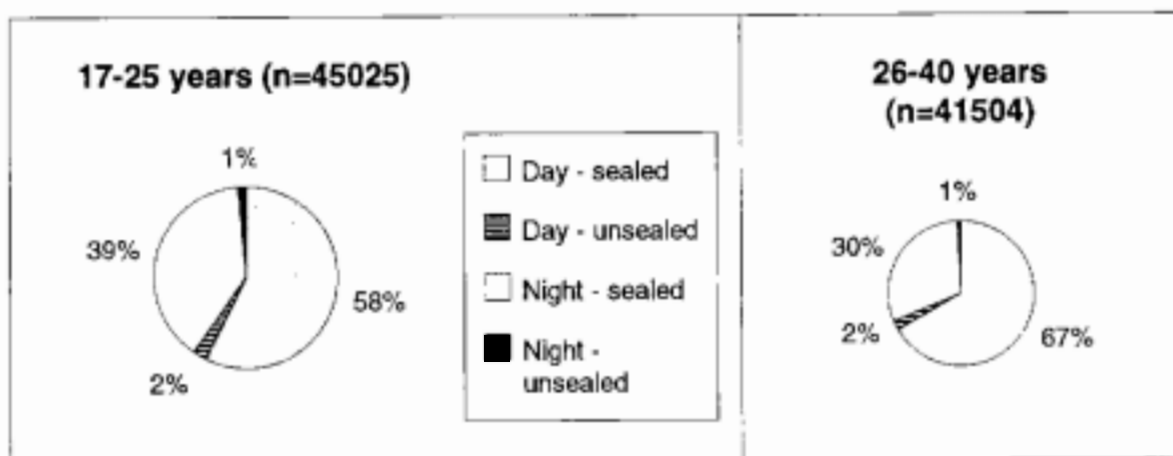 17-25 years (n=45025)
1%
39%
58%
2%
Day - sealed
Day - unsealed
Night - sealed
Night -
unsealed
26-40 years
(n=41504)
1%
30%
2%
67%